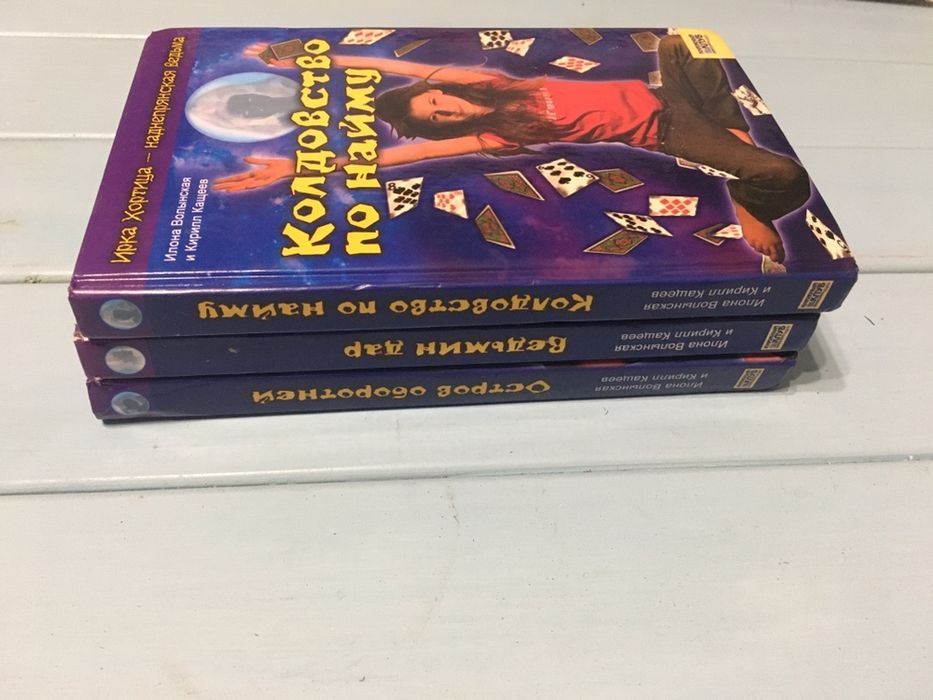 Ирка Хортица — наднепрянская ведьма
Илона Волынская
и Кирилл Кащеев
Колдовство
по найму
Колдовство по найму
Илона Волынская
и Кирилл Кащеев
Ведьмин дар
Илона Волынская
и Кирилл Кащеев
Остров оборотней
Илона Волынская
и Кирилл Кащеев